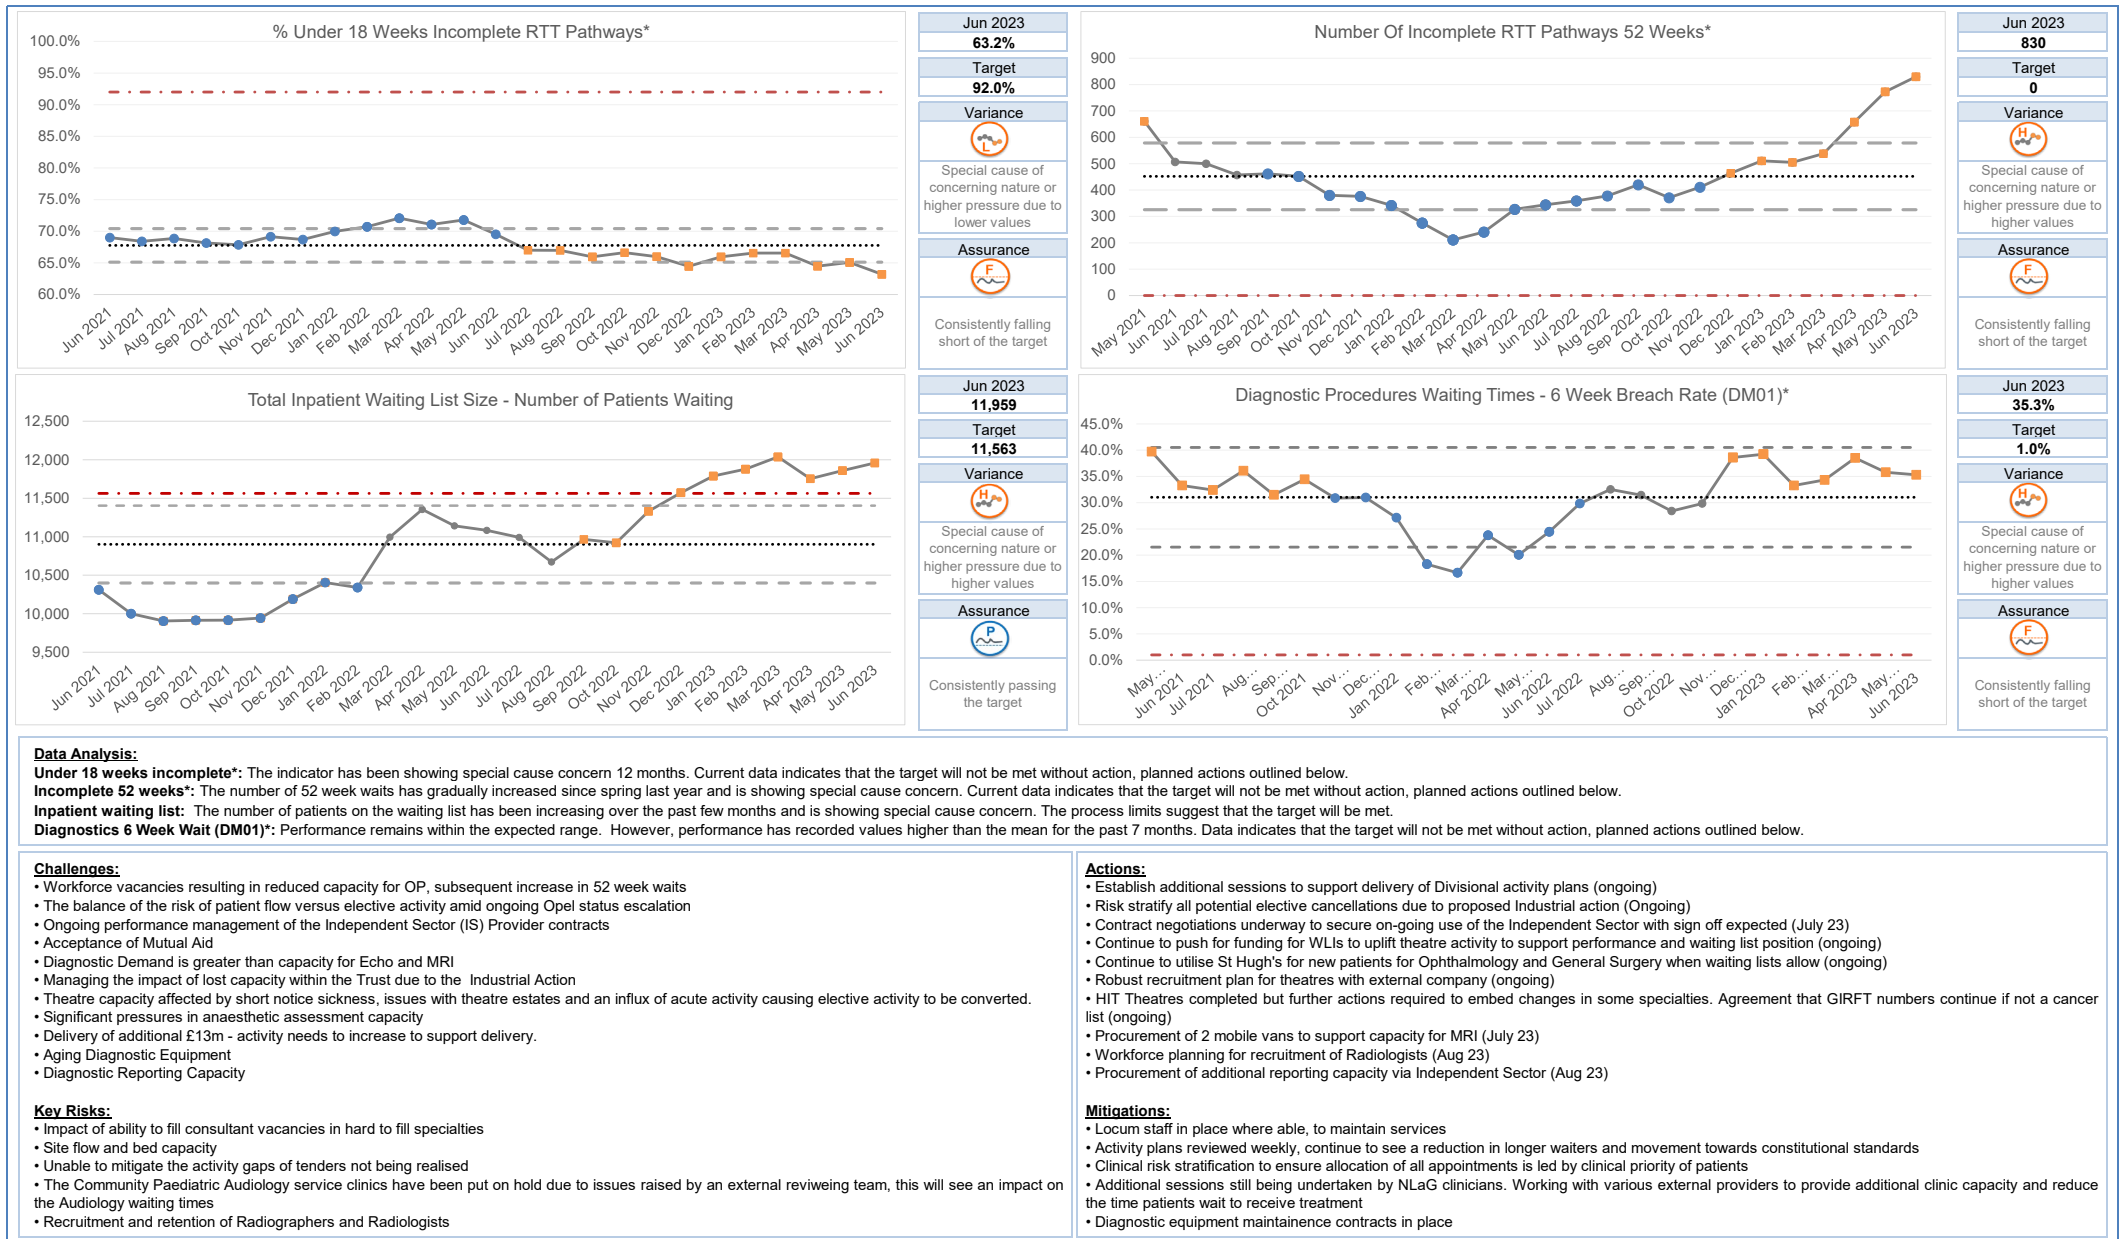 % Under 18 Weeks Incomplete RTT Pathways*
100.0%
95.0%
90.0%
85.0%
80.0%
75.0%
70.0%
65.0%
60.0%
Jun 2021
Jul 2021
Aug 2021
Sep 2021
Oct 2021
Nov 2021
Dec 2021
Jan 2022
Feb 2022
Mar 2022
Apr 2022
May 2022
Jun 2022
Jul 2022
Aug 2022
Sep 2022
Oct 2022
Nov 2022
Dec 2022
Jan 2023
Feb 2023
Mar 2023
Apr 2023
May 2023
Jun 2023
Jun 2023
63.2%
Target
92.0%
Variance
L
Special cause of
concerning nature or
higher pressure due to
lower values
Assurance
F
Consistently falling
short of the target
Number Of Incomplete RTT Pathways 52 Weeks*
900
800
700
600
500
400
300
200
100
0
May 2021
Jun 2021
Jul 2021
Aug 2021
Sep 2021
Oct 2021
Nov 2021
Dec 2021
Jan 2022
Feb 2022
Mar 2022
Apr 2022
May 2022
Jun 2022
Jul 2022
Aug 2022
Sep 2022
Oct 2022
Nov 2022
Dec 2022
Jan 2023
Feb 2023
Mar 2023
Apr 2023
May 2023
Jun 2023
Jun 2023
830
Target
0
Variance
H
Special cause of
concerning nature or
higher pressure due to
higher values
Assurance
F
Consistently falling
short of the target
Total Inpatient Waiting List Size - Number of Patients Waiting
12,500
12,000
11,500
11,000
10,500
10,000
9,500
Jun 2021
Jul 2021
Aug 2021
Sep 2021
Oct 2021
Nov 2021
Dec 2021
Jan 2022
Feb 2022
Mar 2022
Apr 2022
May 2022
Jun 2022
Jul 2022
Aug 2022
Sep 2022
Oct 2022
Nov 2022
Dec 2022
Jan 2023
Feb 2023
Mar 2023
Apr 2023
May 2023
Jun 2023
Jun 2023
11,959
Target
11,563
Variance
H
Special cause of
concerning nature or
higher pressure due to
higher values
Assurance
P
Consistently passing
the target
Diagnostic Procedures Waiting Times - 6 Week Breach Rate (DM01)*
45.0%
40.0%
35.0%
30.0%
25.0%
20.0%
15.0%
10.0%
5.0%
0.0%
May...
Jun 2021
Jul 2021
Aug...
Sep...
Oct 2021
Nov...
Dec...
Jan 2022
Feb...
Mar...
Apr 2022
May...
Jun 2022
Jul 2022
Aug...
Sep...
Oct 2022
Nov...
Dec...
Jan 2023
Feb...
Mar...
Apr 2023
May...
Jun 2023
Jun 2023
35.3%
Target
1.0%
Variance
H
Special cause of
concerning nature or
higher pressure due to
higher values
Assurance
F
Consistently falling
short of the target
Data Analysis:
Under 18 weeks incomplete*: The indicator has been showing special cause concern 12 months. Current data indicates that the target will not be met without action, planned actions outlined below.
Incomplete 52 weeks*: The number of 52 week waits has gradually increased since spring last year and is showing special cause concern. Current data indicates that the target will not be met without action, planned actions outlined below.
Inpatient waiting list: The number of patients on the waiting list has been increasing over the past few months and is showing special cause concern. The process limits suggest that the target will be met.
Diagnostics 6 Week Wait (DM01)*: Performance remains within the expected range. However, performance has recorded values higher than the mean for the past 7 months. Data indicates that the target will not be met without action, planned actions outlined below.
Challenges:
• Workforce vacancies resulting in reduced capacity for OP, subsequent increase in 52 week waits
• The balance of the risk of patient flow versus elective activity amid ongoing Opel status escalation
• Ongoing performance management of the Independent Sector (IS) Provider contracts
• Acceptance of Mutual Aid
• Diagnostic Demand is greater than capacity for Echo and MRI
• Managing the impact of lost capacity within the Trust due to the Industrial Action
• Theatre capacity affected by short notice sickness, issues with theatre estates and an influx of acute activity causing elective activity to be converted.
• Significant pressures in anaesthetic assessment capacity
• Delivery of additional £13m - activity needs to increase to support delivery.
• Aging Diagnostic Equipment
• Diagnostic Reporting Capacity
Key Risks:
• Impact of ability to fill consultant vacancies in hard to fill specialties
• Site flow and bed capacity
• Unable to mitigate the activity gaps of tenders not being realised
• The Community Paediatric Audiology service clinics have been put on hold due to issues raised by an external reviweing team, this will see an impact on
the Audiology waiting times
• Recruitment and retention of Radiographers and Radiologists
Actions:
• Establish additional sessions to support delivery of Divisional activity plans (ongoing)
• Risk stratify all potential elective cancellations due to proposed Industrial action (Ongoing)
• Contract negotiations underway to secure on-going use of the Independent Sector with sign off expected (July 23)
• Continue to push for funding for WLIs to uplift theatre activity to support performance and waiting list position (ongoing)
• Continue to utilise St Hugh's for new patients for Ophthalmology and General Surgery when waiting lists allow (ongoing)
• Robust recruitment plan for theatres with external company (ongoing)
• HIT Theatres completed but further actions required to embed changes in some specialties. Agreement that GIRFT numbers continue if not a cancer
list (ongoing)
• Procurement of 2 mobile vans to support capacity for MRI (July 23)
• Workforce planning for recruitment of Radiologists (Aug 23)
• Procurement of additional reporting capacity via Independent Sector (Aug 23)
Mitigations:
• Locum staff in place where able, to maintain services
• Activity plans reviewed weekly, continue to see a reduction in longer waiters and movement towards constitutional standards
• Clinical risk stratification to ensure allocation of all appointments is led by clinical priority of patients
• Additional sessions still being undertaken by NLaG clinicians. Working with various external providers to provide additional clinic capacity and reduce
the time patients wait to receive treatment
• Diagnostic equipment maintainence contracts in place